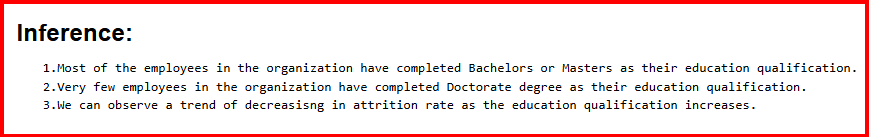 Inference:
1.Most of the employees in the organization have completed Bachelors or Masters as their education qualification.
2.Very few employees in the organization have completed Doctorate degree as their education qualification.
3.We can observe a trend of decreasisng in attrition rate as the education qualification increases.